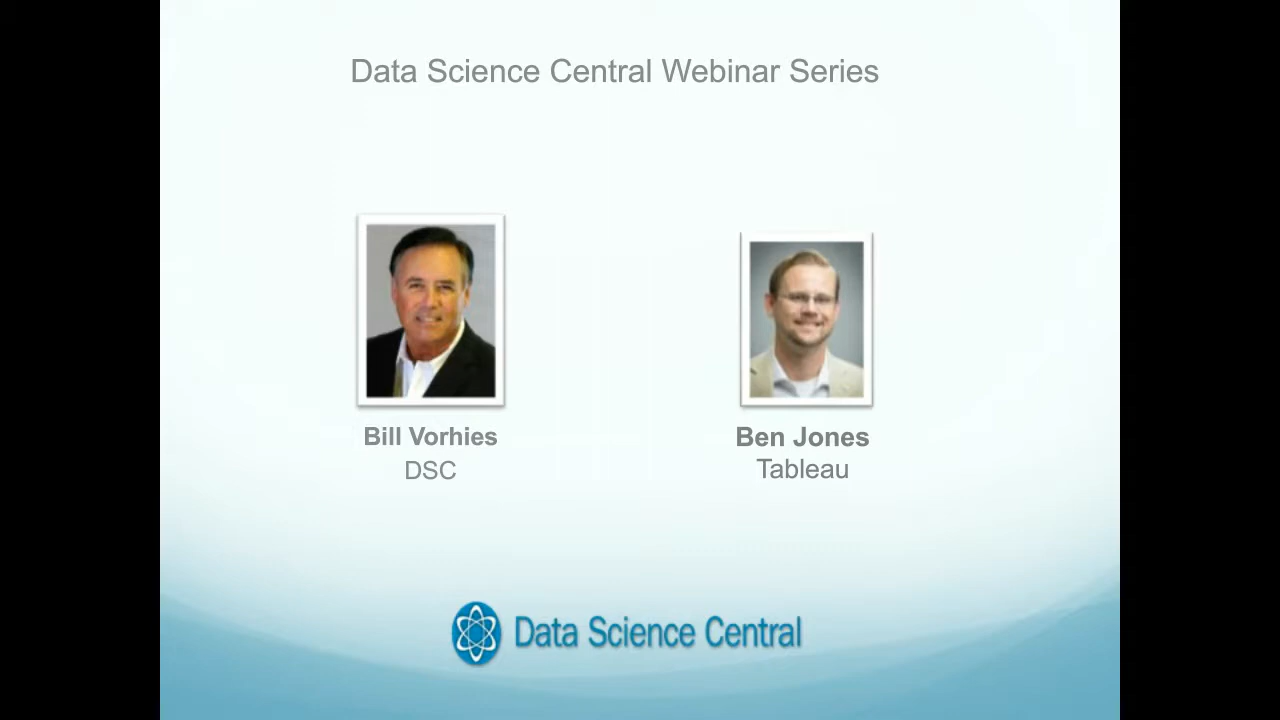 Data Science Central Webinar Series
Bill Vorhies
DSC
Ben Jones
Tableau
Data Science Central